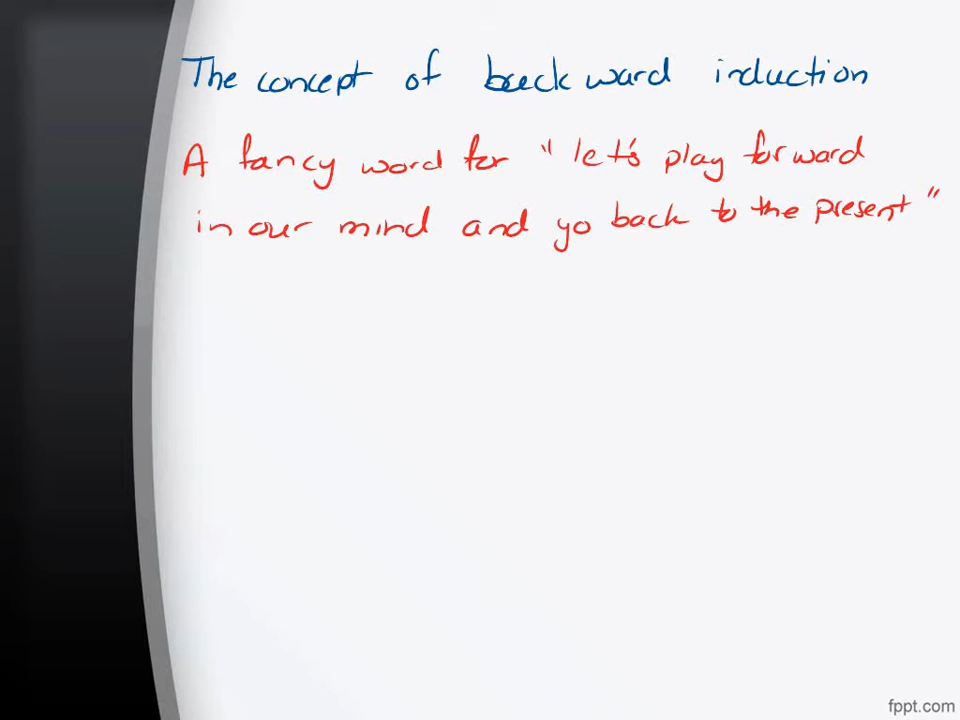 The concept of backward induction
A fancy word for "let's play forward
in our mind and go back to the present"
fppt.com